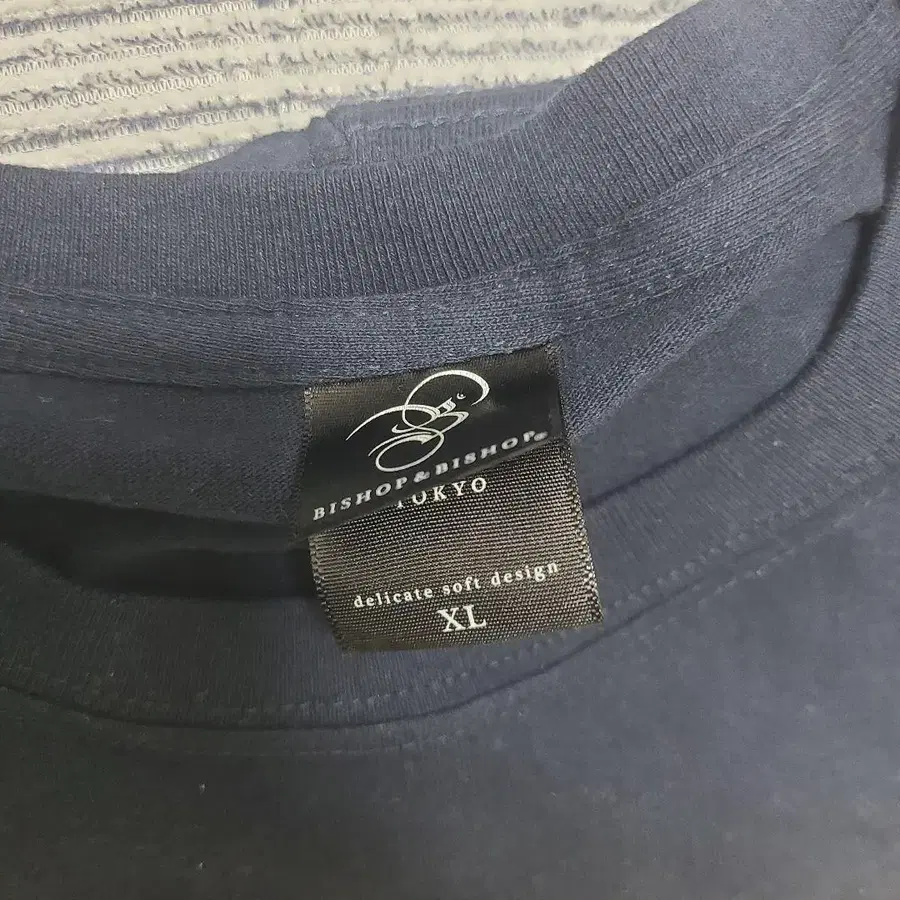 BISHOP & BISHOP®
TOKYO
delicate soft design
XL